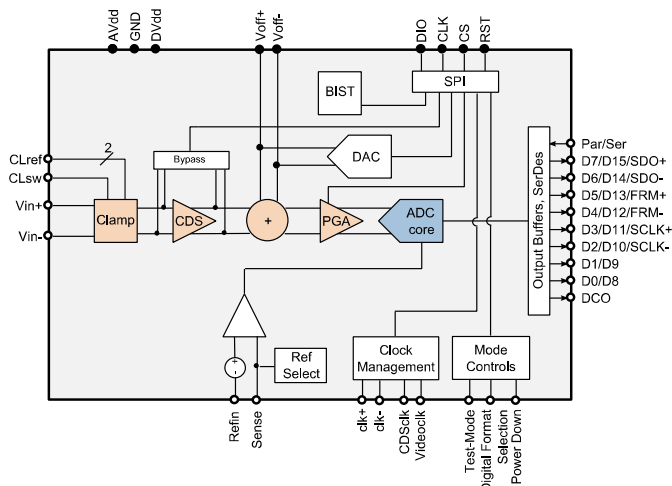 AVdd
GND
DVdd
Voff+
Voff-
DIO
CLK
CS
RST
SPI
BIST
CLref
2
CLsw
Vin+
Vin-
Bypass
DAC
Clamp
CDS
+
PGA
ADC
core
Output Buffers, SerDes
Par/Ser
D7/D15/SDO+
D6/D14/SDO-
D5/D13/FRM+
D4/D12/FRM-
D3/D11/SCLK+
D2/D10/SCLK-
D1/D9
D0/D8
DCO
+
-
Ref
Select
Clock
Management
Mode
Controls
Refin
Sense
clk+
clk-
CDSclk
Videoclk
Test-Mode
Digital Format
Selection
Power Down